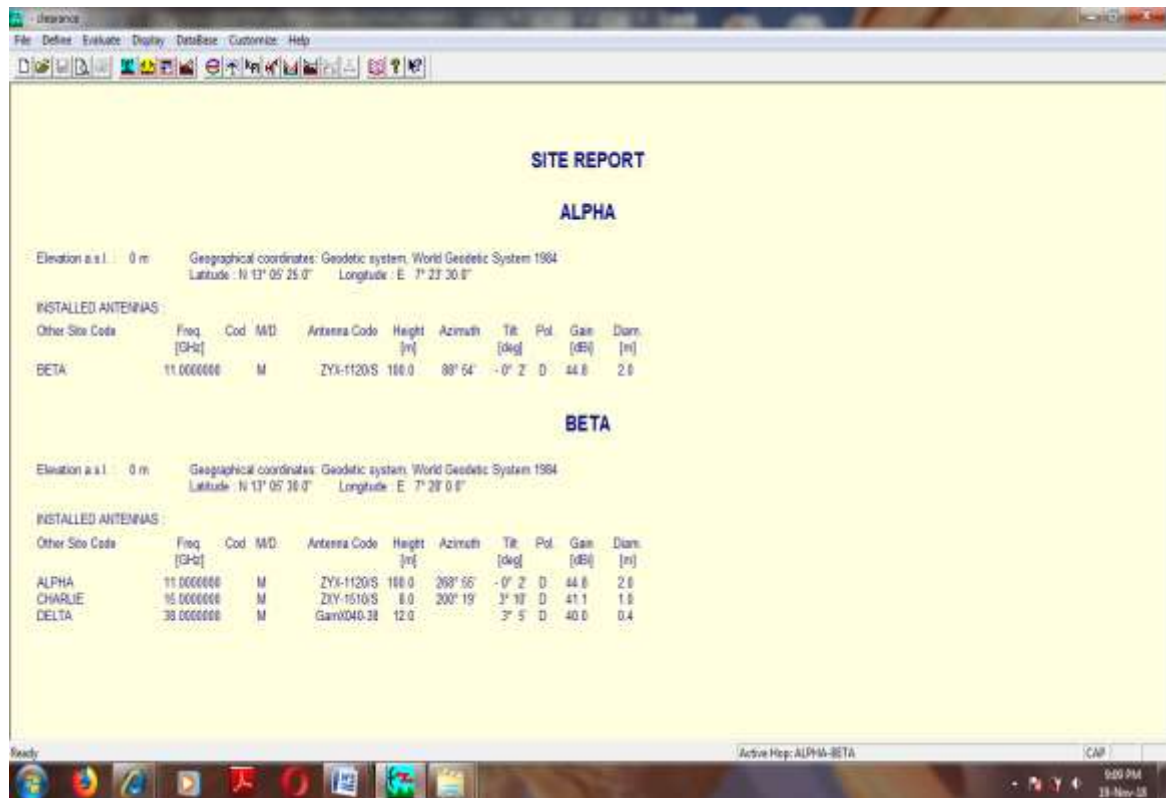 - clearance
File Define Evaluate Display DataBase Customize Help
SITE REPORT
ALPHA
Elevation a.s.l. : 0 m Geographical coordinates: Geodetic system, World Geodetic System 1984
Latitude : N 13° 05' 25.0" Longitude : E 7° 23' 30.0"
INSTALLED ANTENNAS :
Other Site Code Freq. Cod M/D Antenna Code Height Azimuth Tilt Pol. Gain Diam.
[GHz] [m] [deg] [dBi] [m]
BETA 11.0000000 M ZYX-1120/S 100.0 88° 54' - 0° 2' D 44.8 2.0
BETA
Elevation a.s.l. : 0 m Geographical coordinates: Geodetic system, World Geodetic System 1984
Latitude : N 13° 05' 30.0" Longitude : E 7° 28' 0.0"
INSTALLED ANTENNAS :
Other Site Code Freq. Cod M/D Antenna Code Height Azimuth Tilt Pol. Gain Diam.
[GHz] [m] [deg] [dBi] [m]
ALPHA 11.0000000 M ZYX-1120/S 100.0 268° 55' - 0° 2' D 44.8 2.0
CHARLIE 15.0000000 M ZXY-1510/S 8.0 200° 19' 3° 10' D 41.1 1.0
DELTA 38.0000000 M GamX040-38 12.0 3° 5' D 40.0 0.4
Ready Active Hop: ALPHA-BETA CAP
9:09 PM
19-Nov-18